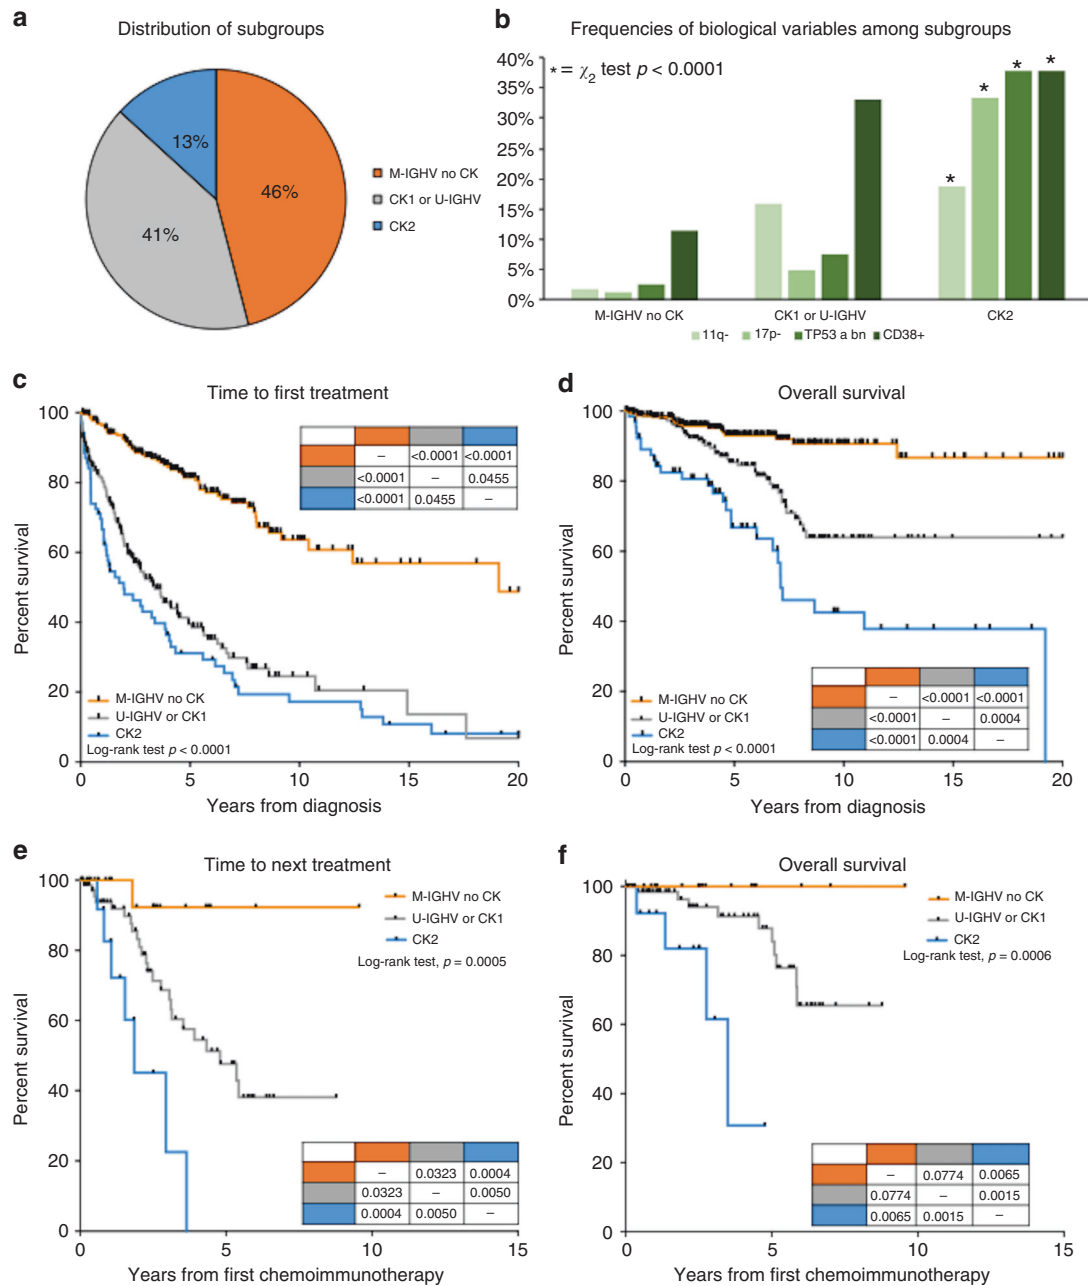 a
Distribution of subgroups
13%
46%
41%
M-IGHV no CK
CK1 or U-IGHV
CK2
b
Frequencies of biological variables among subgroups
* = χ2 test p < 0.0001
40%
35%
30%
25%
20%
15%
10%
5%
0%
* * * *
M-IGHV no CK CK1 or U-IGHV CK2
11q- 17p- TP53 a bn CD38+
c
Time to first treatment
Percent survival
100
80
60
40
20
0
– <0.0001 <0.0001
<0.0001 – 0.0455
<0.0001 0.0455 –
M-IGHV no CK
U-IGHV or CK1
CK2
Log-rank test p < 0.0001
0 5 10 15 20
Years from diagnosis
d
Overall survival
Percent survival
100
80
60
40
20
0
M-IGHV no CK
U-IGHV or CK1
CK2
Log-rank test p < 0.0001
– <0.0001 <0.0001
<0.0001 – 0.0004
<0.0001 0.0004 –
0 5 10 15 20
Years from diagnosis
e
Time to next treatment
Percent survival
100
80
60
40
20
0
M-IGHV no CK
U-IGHV or CK1
CK2
Log-rank test, p = 0.0005
– 0.0323 0.0004
0.0323 – 0.0050
0.0004 0.0050 –
0 5 10 15
Years from first chemoimmunotherapy
f
Overall survival
Percent survival
100
80
60
40
20
0
M-IGHV no CK
U-IGHV or CK1
CK2
Log-rank test, p = 0.0006
– 0.0774 0.0065
0.0774 – 0.0015
0.0065 0.0015 –
0 5 10 15
Years from first chemoimmunotherapy